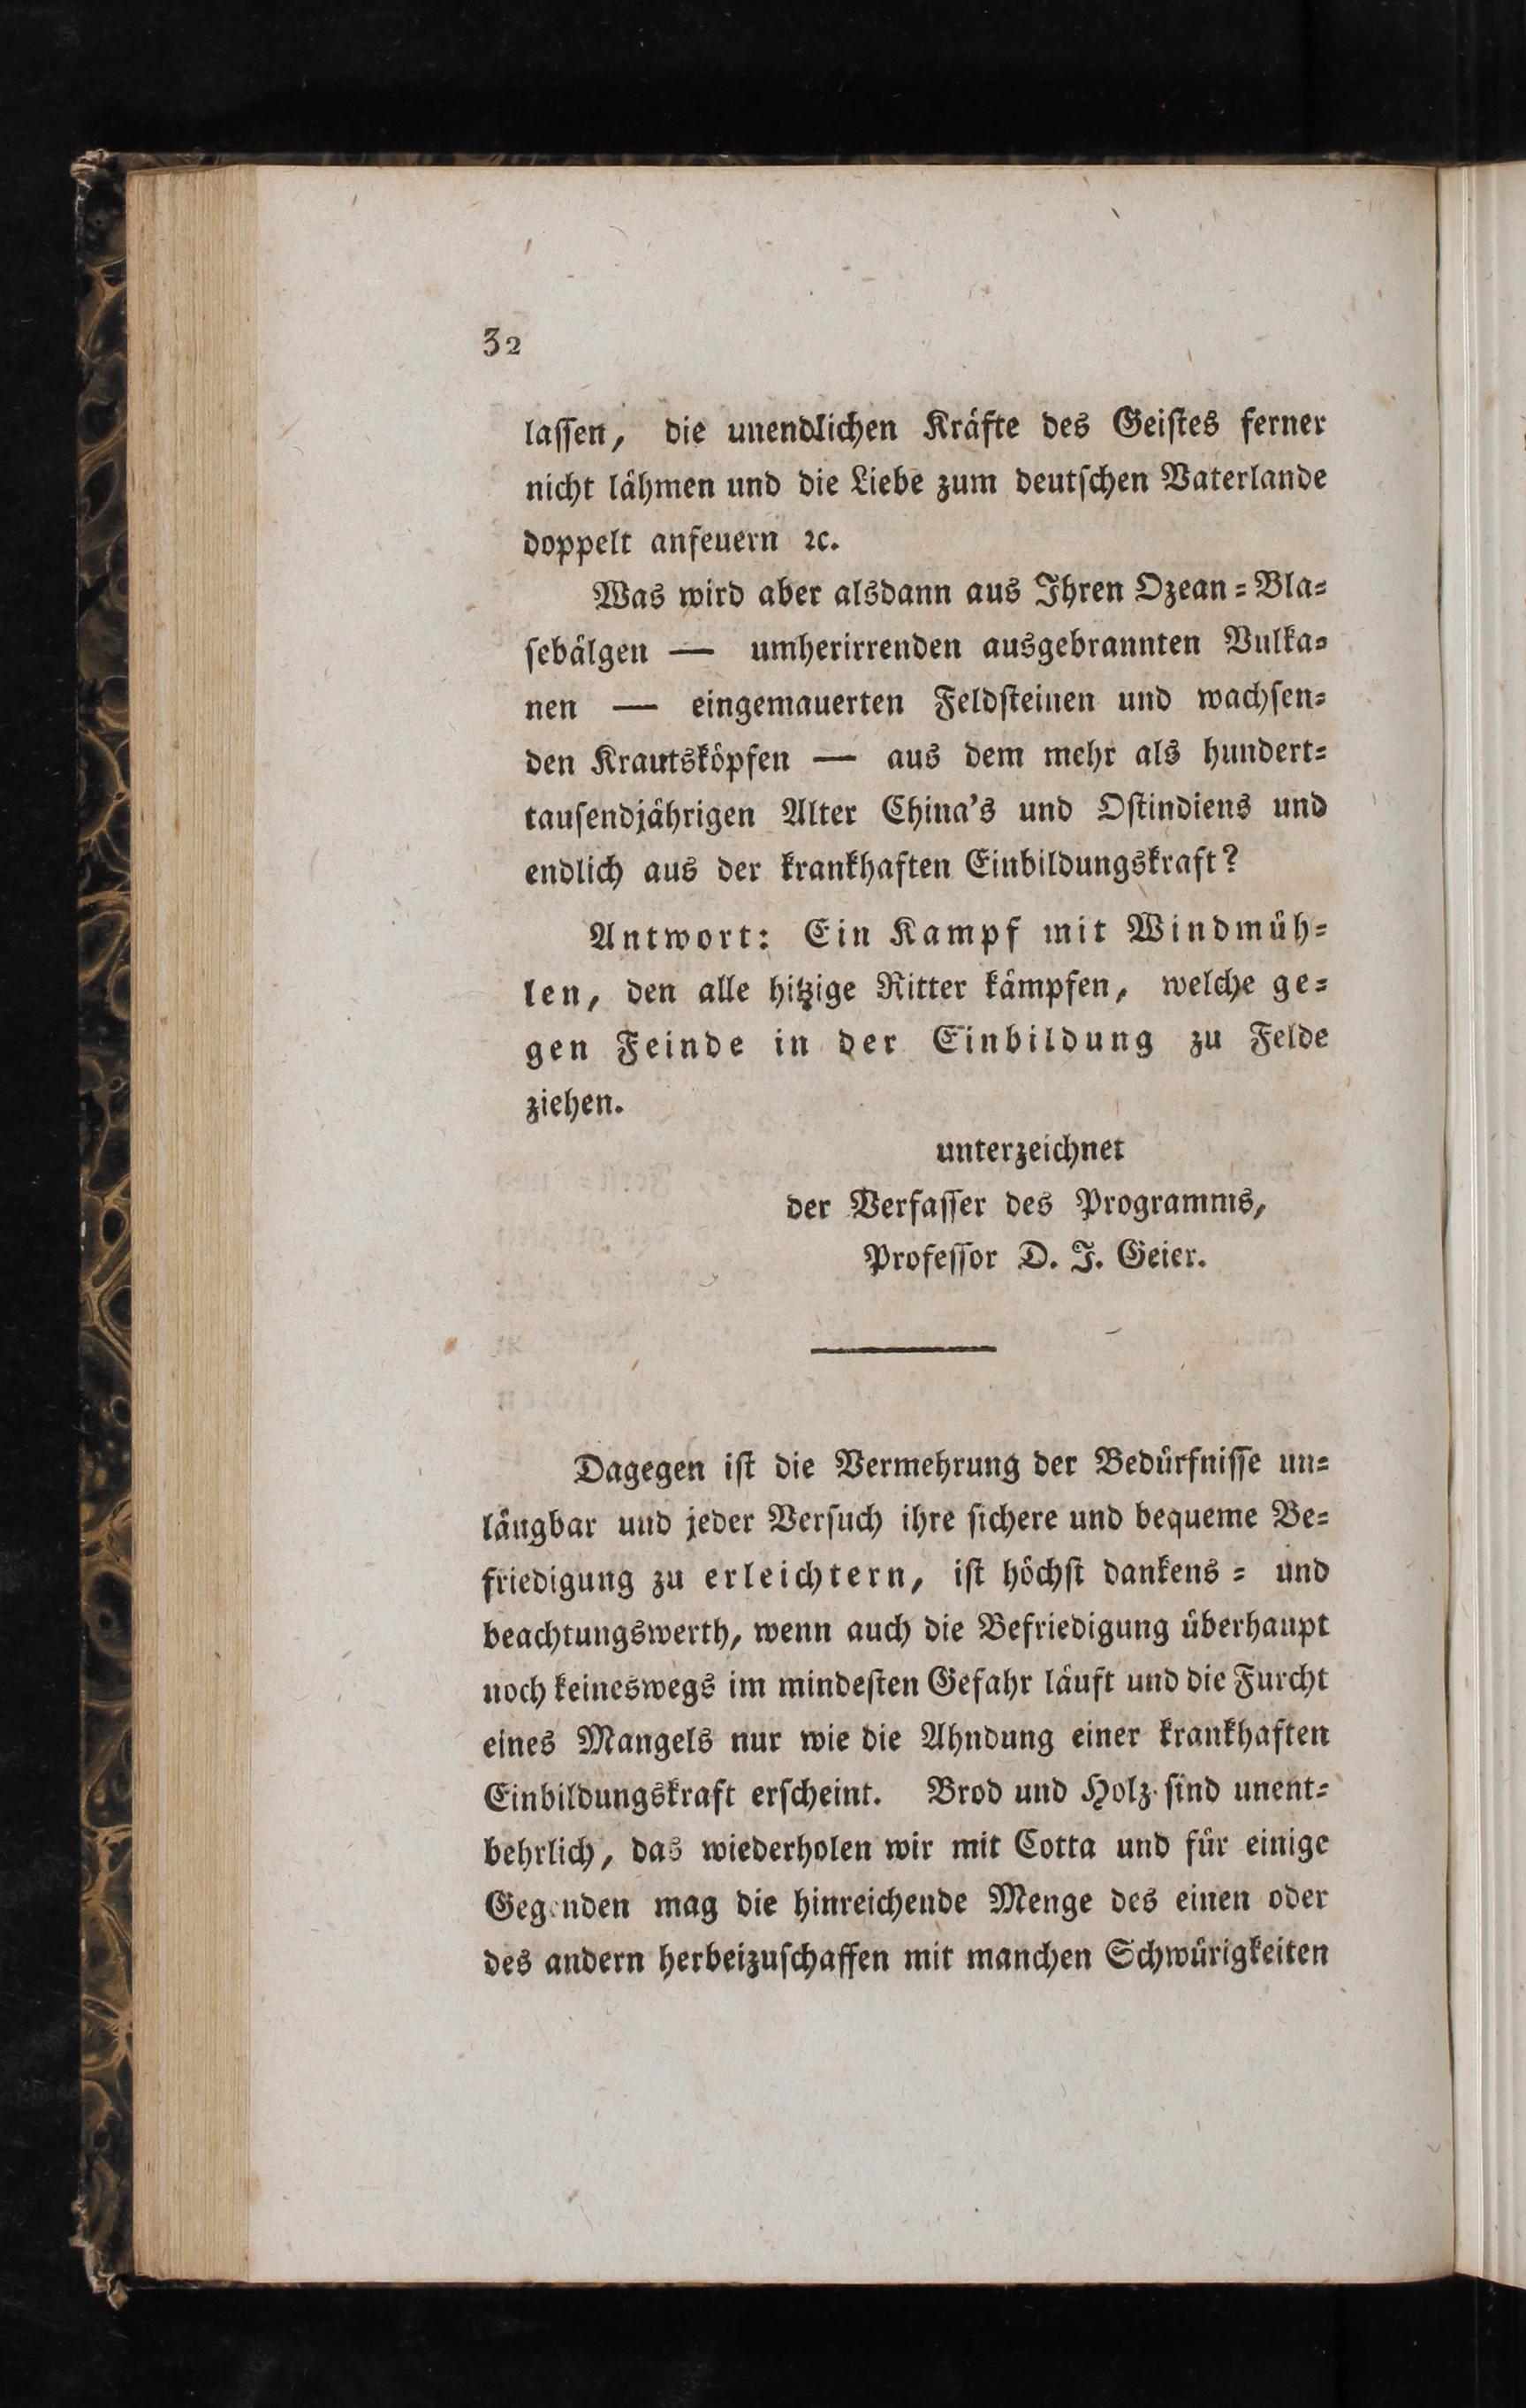 32
lassen, die unendlichen Kräfte des Geistes ferner
nicht lähmen und die Liebe zum deutschen Vaterlande
doppelt anfeuern ꝛc.
Was wird aber alsdann aus Ihren Ozean=Bla=
sebälgen — umherirrenden ausgebrannten Vulka=
nen — eingemauerten Feldsteinen und wachsen=
den Krautsköpfen — aus dem mehr als hundert=
tausendjährigen Alter China's und Ostindiens und
endlich aus der krankhaften Einbildungskraft?
Antwort: Ein Kampf mit Windmüh=
len, den alle hitzige Ritter kämpfen, welche ge=
gen Feinde in der Einbildung zu Felde
ziehen.
unterzeichnet
der Verfasser des Programms,
Professor D. J. Geier.
Dagegen ist die Vermehrung der Bedürfnisse un=
läugbar und jeder Versuch ihre sichere und bequeme Be=
friedigung zu erleichtern, ist höchst dankens= und
beachtungswerth, wenn auch die Befriedigung überhaupt
noch keineswegs im mindesten Gefahr läuft und die Furcht
eines Mangels nur wie die Ahndung einer krankhaften
Einbildungskraft erscheint. Brod und Holz sind unent=
behrlich, das wiederholen wir mit Cotta und für einige
Gegenden mag die hinreichende Menge des einen oder
des andern herbeizuschaffen mit manchen Schwürigkeiten